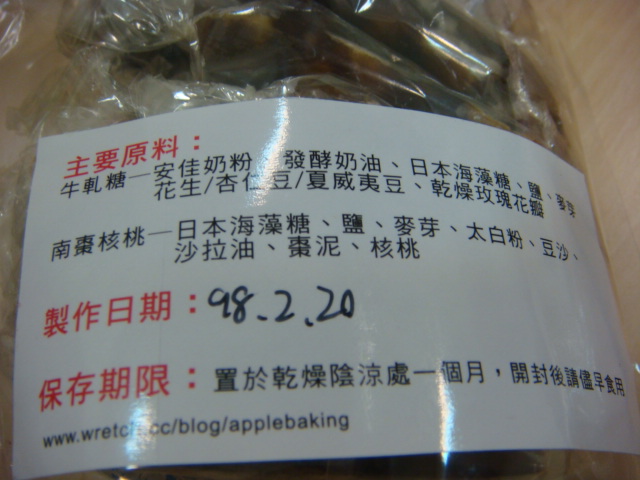 主要原料：
牛軋糖—安佳奶粉、發酵奶油、日本海藻糖、鹽、麥芽
花生/杏仁豆/夏威夷豆、乾燥玫瑰花瓣
南棗核桃—日本海藻糖、鹽、麥芽、太白粉、豆沙、
沙拉油、棗泥、核桃
製作日期：98.2.20
保存期限：置於乾燥陰涼處一個月，開封後請儘早食用
www.wretch.cc/blog/applebaking